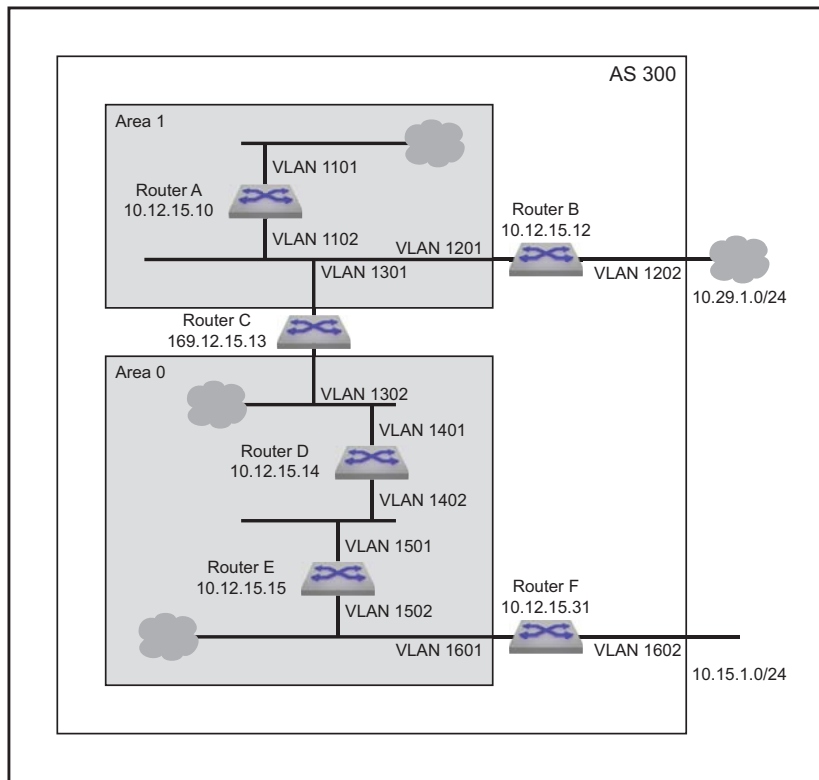 AS 300
Area 1
VLAN 1101
Router A
10.12.15.10
VLAN 1102
VLAN 1201
Router B
10.12.15.12
VLAN 1202
10.29.1.0/24
VLAN 1301
Router C
169.12.15.13
Area 0
VLAN 1302
VLAN 1401
Router D
10.12.15.14
VLAN 1402
VLAN 1501
Router E
10.12.15.15
VLAN 1502
VLAN 1601
Router F
10.12.15.31
VLAN 1602
10.15.1.0/24